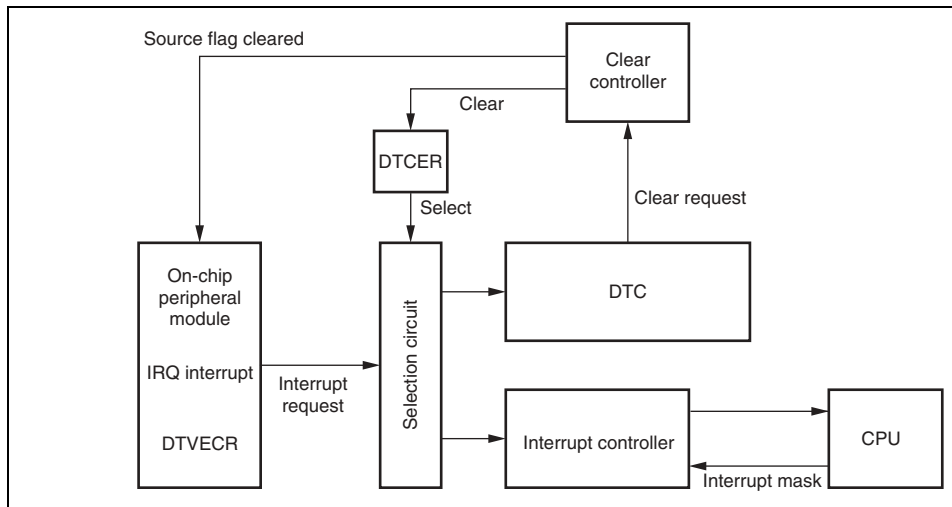 Source flag cleared
Clear
controller
Clear
DTCER
Select
Clear request
On-chip
peripheral
module
IRQ interrupt
DTVECR
Interrupt
request
Selection circuit
DTC
Interrupt controller
CPU
Interrupt mask